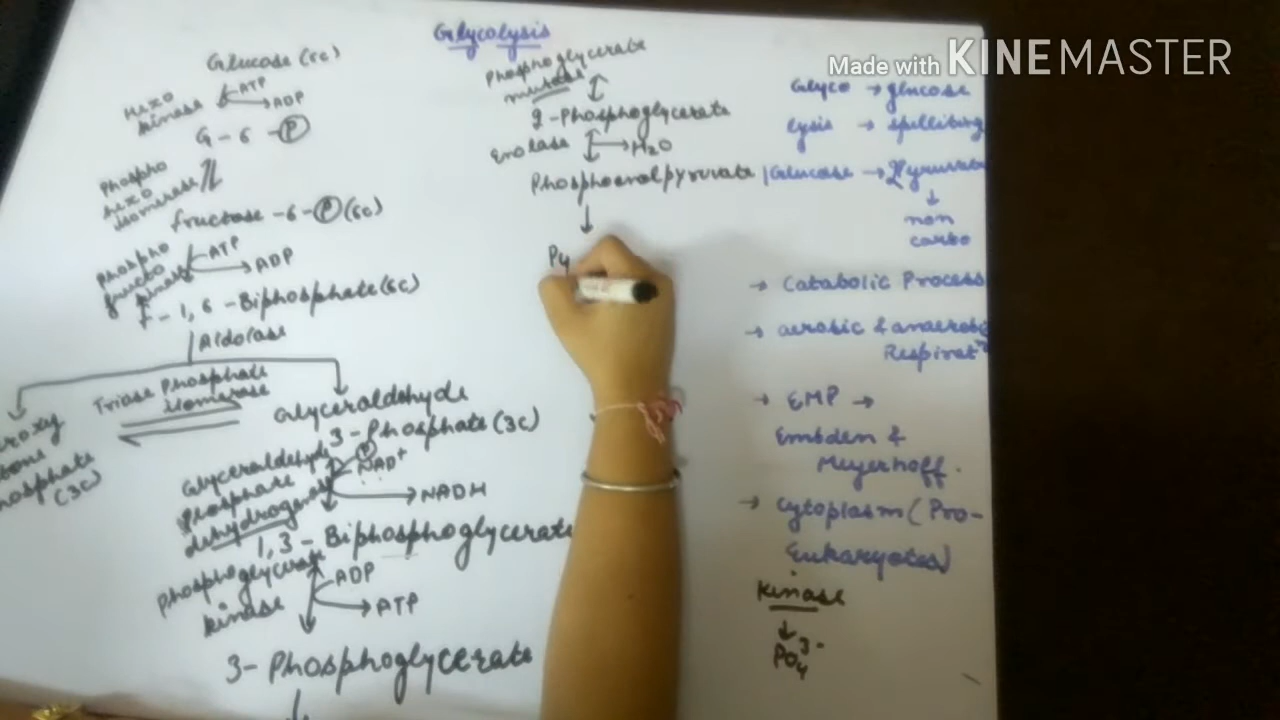 Glycolysis
Made with KINEMASTER
Glucose (6c)
Hexo
kinase
ATP
ADP
G - 6 - P
Phospho
hexo
isomerase
fructose - 6 - P (6c)
Phospho
fructo
kinase
ATP
ADP
F - 1, 6 - Biphosphate (6c)
Aldolase
Triose Phosphate
isomerase
(3c)
Glyceraldehyde
3 - Phosphate (3c)
Glyceraldehyde
phosphate
dehydrogenase
P
NAD+
NADH
1, 3 - Biphosphoglycerate
phosphoglycerate
kinase
ADP
ATP
3 - Phosphoglycerate
Phosphoglycerate
mutase
2 - Phosphoglycerate
Enolase
H2O
Phosphoenolpyruvate
Py
Glyco → glucose
lysis → spelliting
1 Glucose → 2 Pyruvate
non
carbo
→ Catabolic Process
→ aerobic & anaerobic
Respiratn
→ EMP →
Embden &
Meyerhoff.
→ Cytoplasm (Pro-
Eukaryotes)
Kinase
PO4 3-